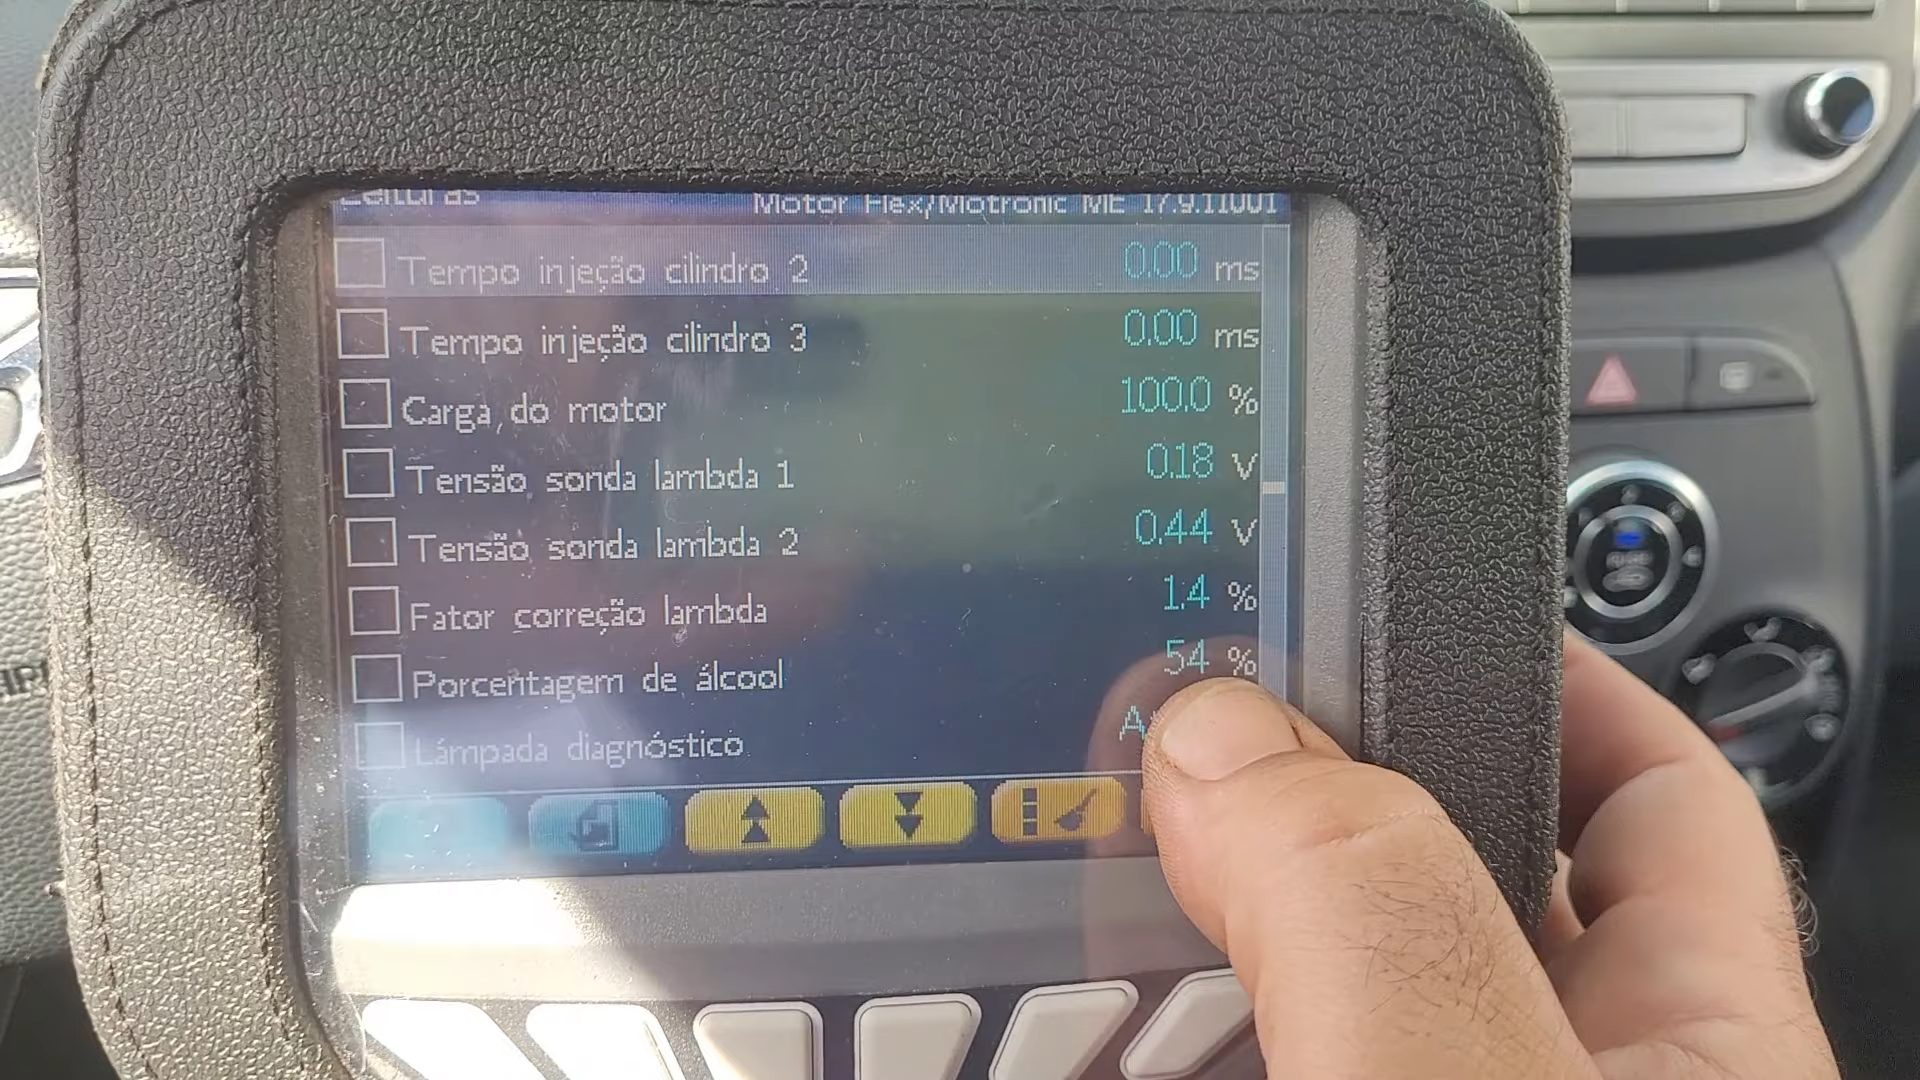 Leituras Motor Flex/Motronic ME 17.9.11001
Tempo injeção cilindro 2 0.00 ms
Tempo injeção cilindro 3 0.00 ms
Carga do motor 100.0 %
Tensão sonda lambda 1 0.18 V
Tensão sonda lambda 2 0.44 V
Fator correção lambda 1.4 %
Porcentagem de álcool 54 %
Lâmpada diagnóstico